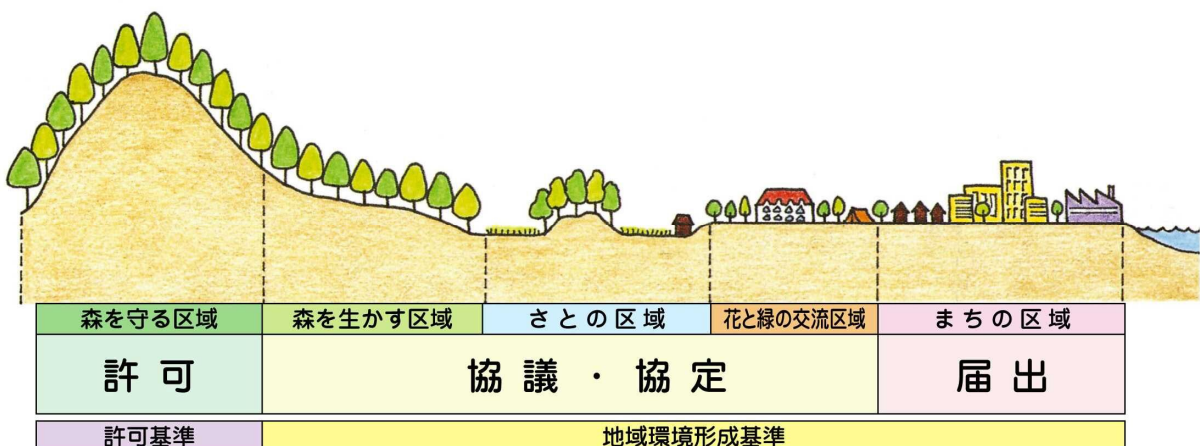 森を守る区域 森を生かす区域 さとの区域 花と緑の交流区域 まちの区域
許可 協議・協定 届出
許可基準 地域環境形成基準